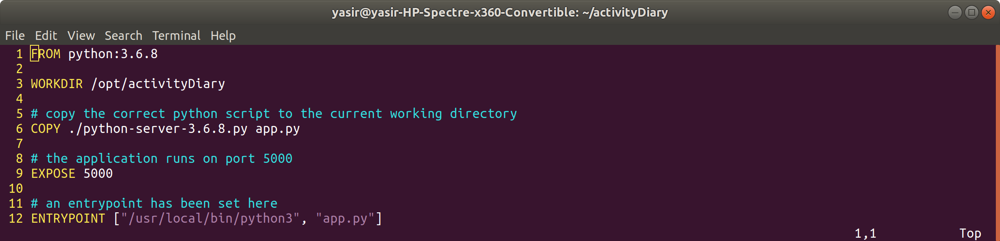 yasir@yasir-HP-Spectre-x360-Convertible: ~/activityDiary
File Edit View Search Terminal Help
1 FROM python:3.6.8
2
3 WORKDIR /opt/activityDiary
4
5 # copy the correct python script to the current working directory
6 COPY ./python-server-3.6.8.py app.py
7
8 # the application runs on port 5000
9 EXPOSE 5000
10
11 # an entrypoint has been set here
12 ENTRYPOINT ["/usr/local/bin/python3", "app.py"]
1,1 Top